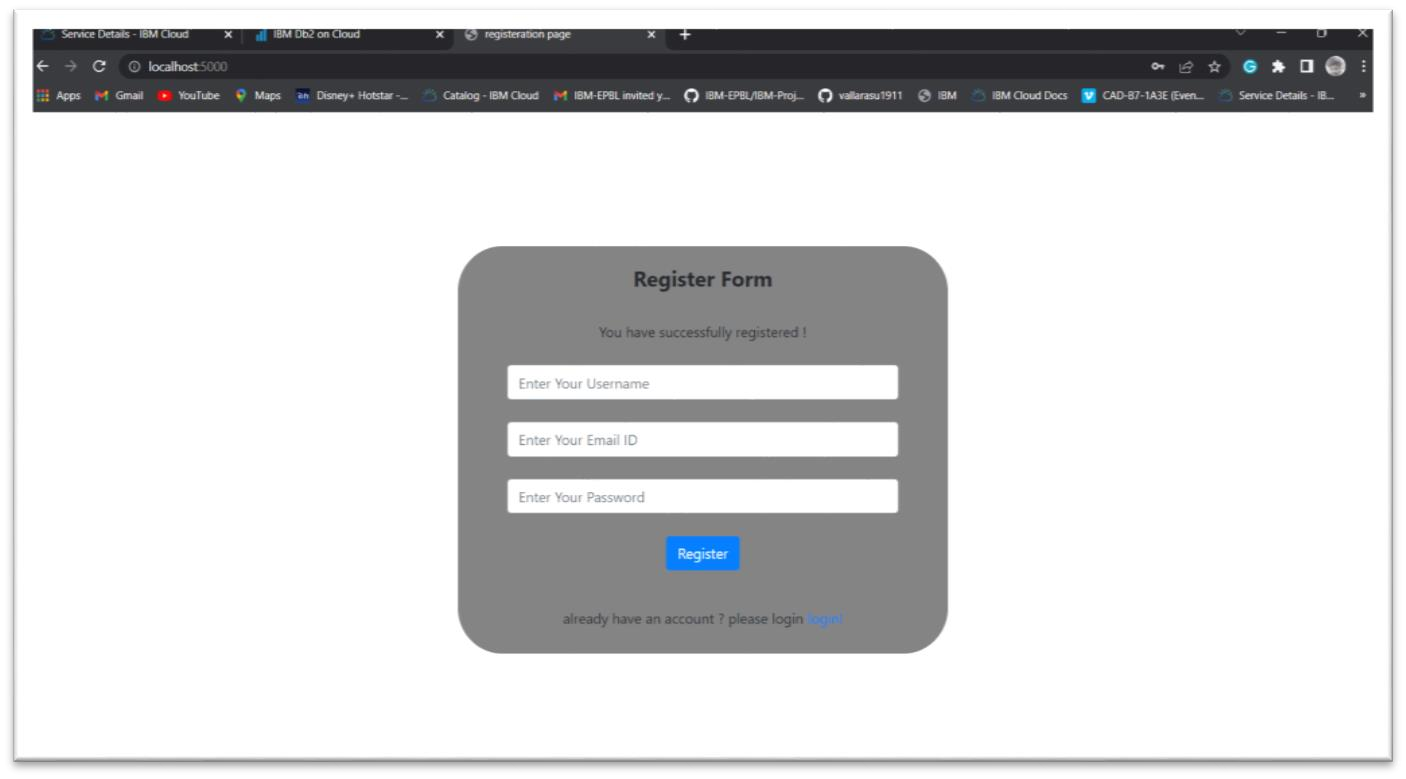 Service Details - IBM Cloud IBM Db2 on Cloud registeration page
localhost:5000
Apps Gmail YouTube Maps Disney+ Hotstar -... Catalog - IBM Cloud IBM-EPBL invited y... IBM-EPBL/IBM-Proj... vallarasu1911 IBM IBM Cloud Docs CAD-87-1A3E (Even... Service Details - IB... »
Register Form
You have successfully registered !
Enter Your Username
Enter Your Email ID
Enter Your Password
Register
already have an account ? please login login!